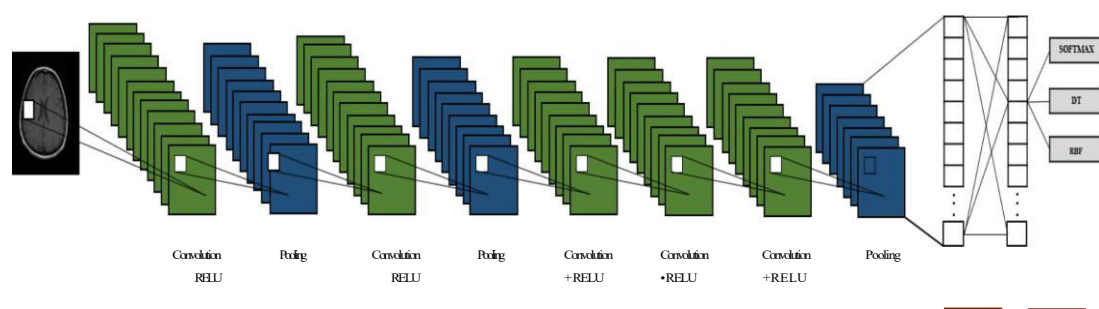 SOFTMAX
DT
RBF
Convolution
RELU
Pooling
Convolution
RELU
Pooling
Convolution
+RELU
Convolution
•RELU
Convolution
+RELU
Pooling